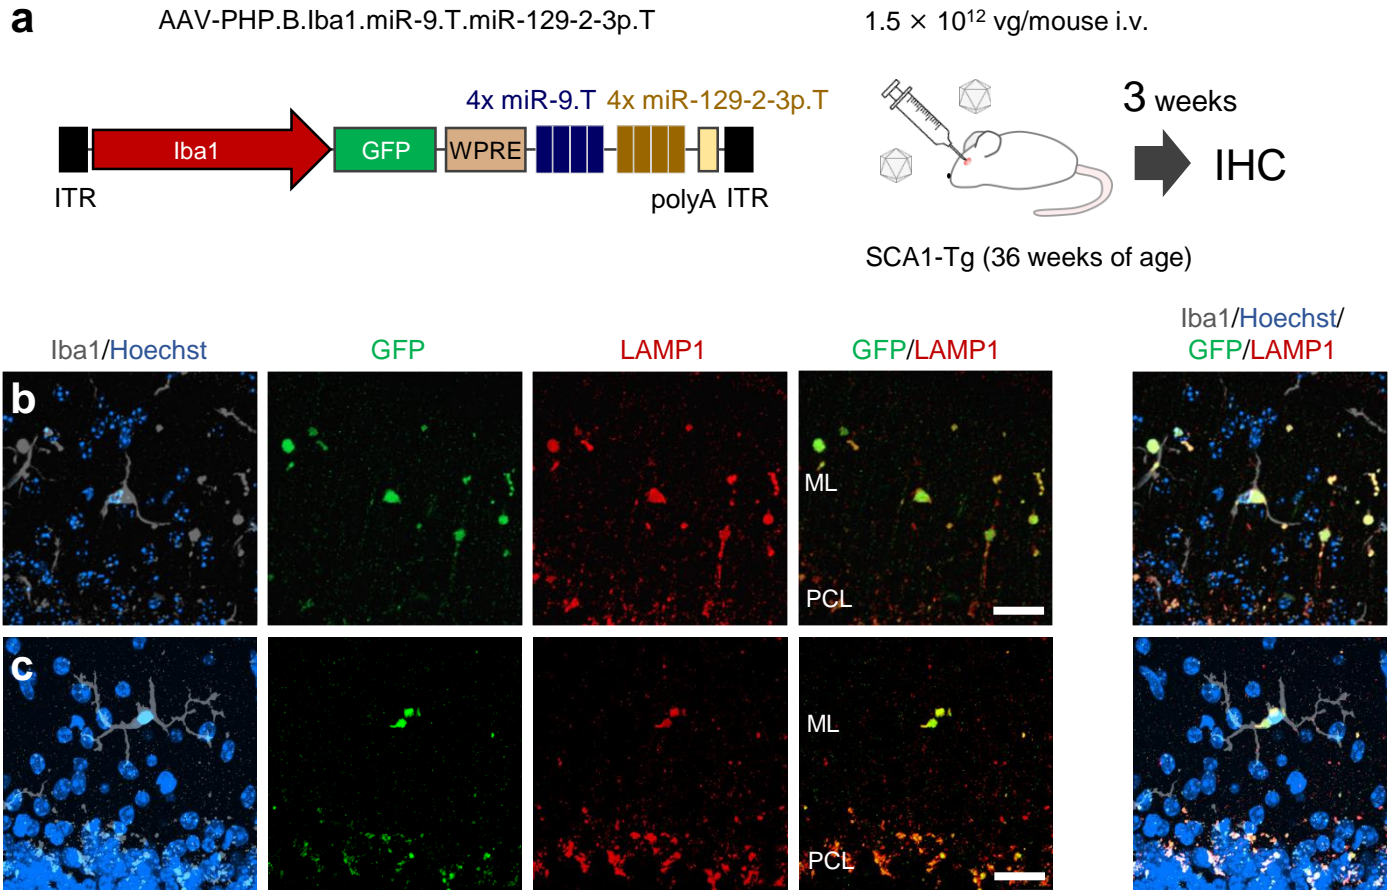 a
AAV-PHP.B.Iba1.miR-9.T.miR-129-2-3p.T
1.5 × 10¹² vg/mouse i.v.
4x miR-9.T 4x miR-129-2-3p.T
3 weeks
Iba1
GFP
WPRE
IHC
ITR
polyA ITR
SCA1-Tg (36 weeks of age)
Iba1/Hoechst
GFP
LAMP1
GFP/LAMP1
Iba1/Hoechst/
GFP/LAMP1
b
ML
PCL
c
ML
PCL